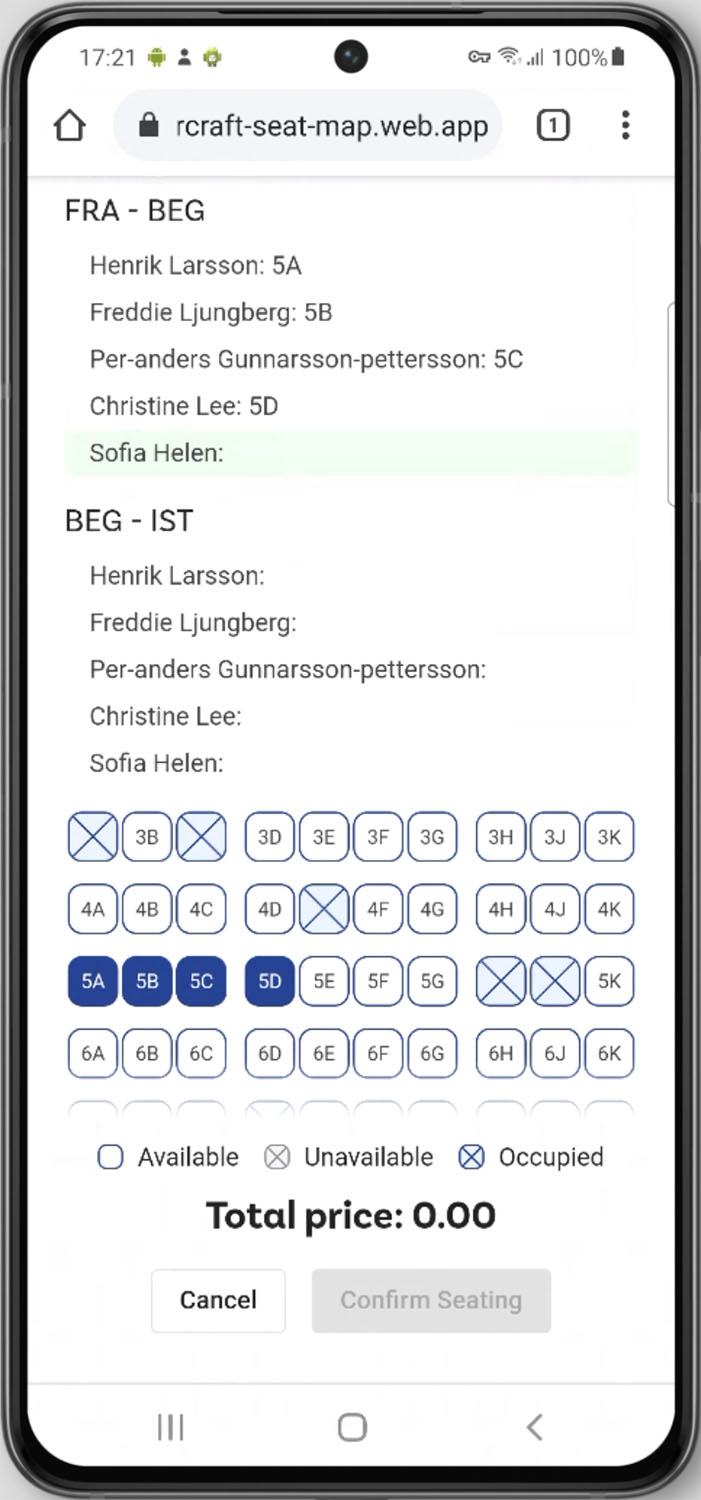 17:21 100%
rcraft-seat-map.web.app 1
FRA - BEG
Henrik Larsson: 5A
Freddie Ljungberg: 5B
Per-anders Gunnarsson-pettersson: 5C
Christine Lee: 5D
Sofia Helen:
BEG - IST
Henrik Larsson:
Freddie Ljungberg:
Per-anders Gunnarsson-pettersson:
Christine Lee:
Sofia Helen:
3B 3D 3E 3F 3G 3H 3J 3K
4A 4B 4C 4D 4F 4G 4H 4J 4K
5A 5B 5C 5D 5E 5F 5G 5K
6A 6B 6C 6D 6E 6F 6G 6H 6J 6K
Available Unavailable Occupied
Total price: 0.00
Cancel Confirm Seating